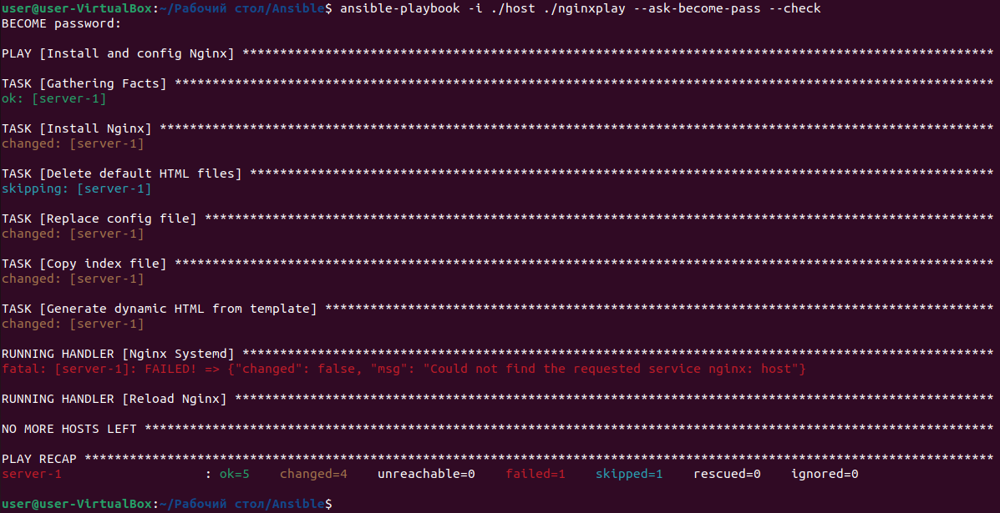 user@user-VirtualBox:~/Рабочий стол/Ansible$ ansible-playbook -i ./host ./nginxplay --ask-become-pass --check
BECOME password:
PLAY [Install and config Nginx] ****************************************************************************************************
TASK [Gathering Facts] *************************************************************************************************************
ok: [server-1]
TASK [Install Nginx] ***************************************************************************************************************
changed: [server-1]
TASK [Delete default HTML files] ***************************************************************************************************
skipping: [server-1]
TASK [Replace config file] *********************************************************************************************************
changed: [server-1]
TASK [Copy index file] *************************************************************************************************************
changed: [server-1]
TASK [Generate dynamic HTML from template] *****************************************************************************************
changed: [server-1]
RUNNING HANDLER [Nginx Systemd] ****************************************************************************************************
fatal: [server-1]: FAILED! => {"changed": false, "msg": "Could not find the requested service nginx: host"}
RUNNING HANDLER [Reload Nginx] *****************************************************************************************************
NO MORE HOSTS LEFT *****************************************************************************************************************
PLAY RECAP *************************************************************************************************************************
server-1 : ok=5 changed=4 unreachable=0 failed=1 skipped=1 rescued=0 ignored=0
user@user-VirtualBox:~/Рабочий стол/Ansible$